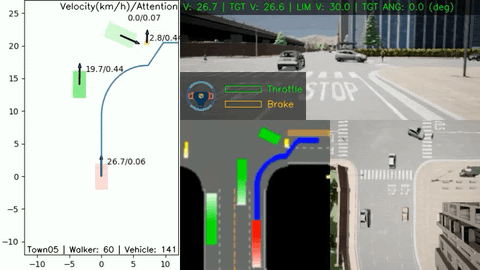 Velocity(km/h)/Attention
0.0/0.07
2.8/0.4
19.7/0.44
26.7/0.06
25
20
15
10
5
0
−5
−10
−10
−5
0
5
10
Town05 | Walker: 60 | Vehicle: 141
V: 26.7 | TGT V: 26.6 | LIM V: 30.0 | TGT ANG: 0.0 (deg)
Throttle
Brake
STOP